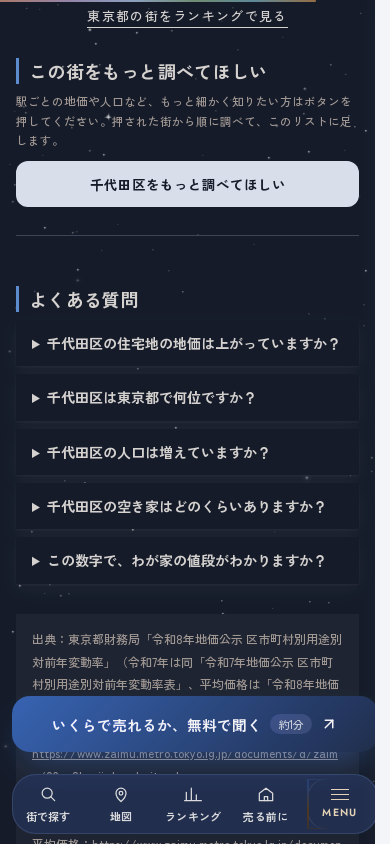 東京都の街をランキングで見る
この街をもっと調べてほしい
駅ごとの地価や人口など、もっと細かく知りたい方はボタンを
押してください。押された街から順に調べて、このリストに足
します。
千代田区をもっと調べてほしい
よくある質問
▶ 千代田区の住宅地の地価は上がっていますか？
▶ 千代田区は東京都で何位ですか？
▶ 千代田区の人口は増えていますか？
▶ 千代田区の空き家はどのくらいありますか？
▶ この数字で、わが家の値段がわかりますか？
出典：東京都財務局「令和8年地価公示 区市町村別用途別
対前年変動率」（令和7年は同「令和7年地価公示 区市町
村別用途別対前年変動率表」、平均価格は「令和8年地価
いくらで売れるか、無料で聞く 約1分
https://www.zaimu.metro.tokyo.lg.jp/documents/d/zaim
街で探す 地図 ランキング 売る前に MENU